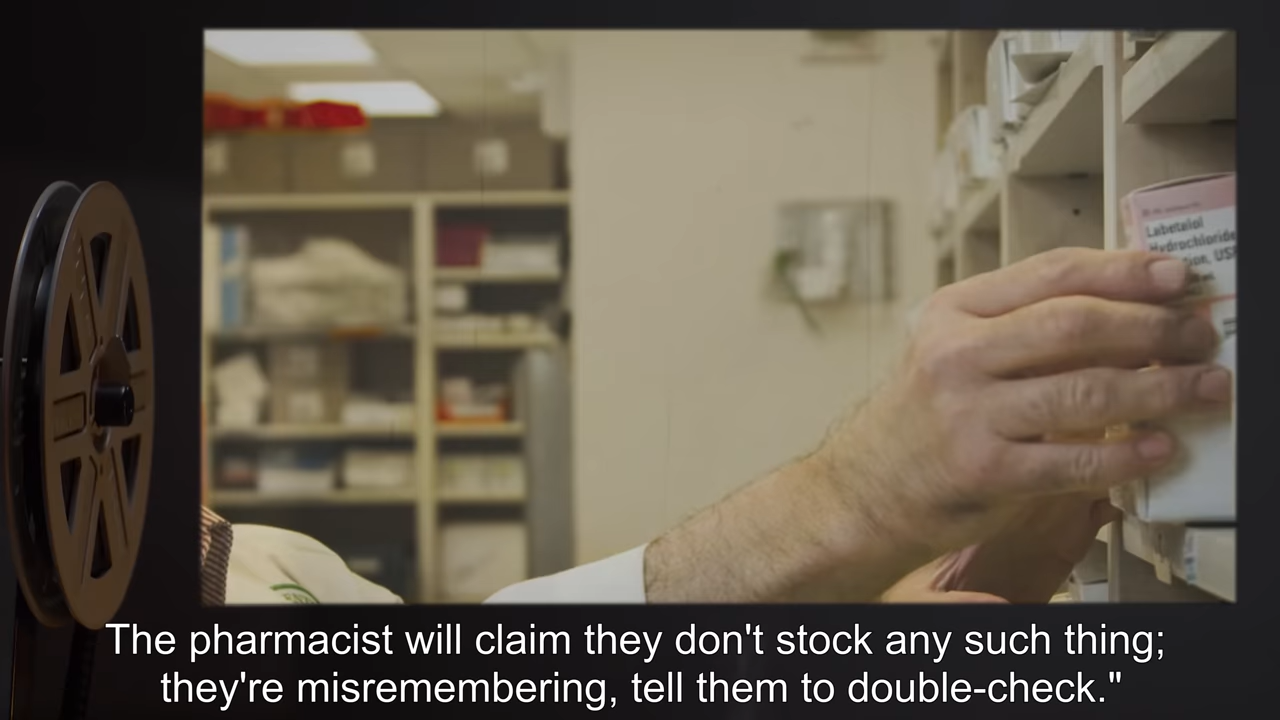 Labetalol
Hydrochloride
USP
The pharmacist will claim they don't stock any such thing;
they're misremembering, tell them to double-check."